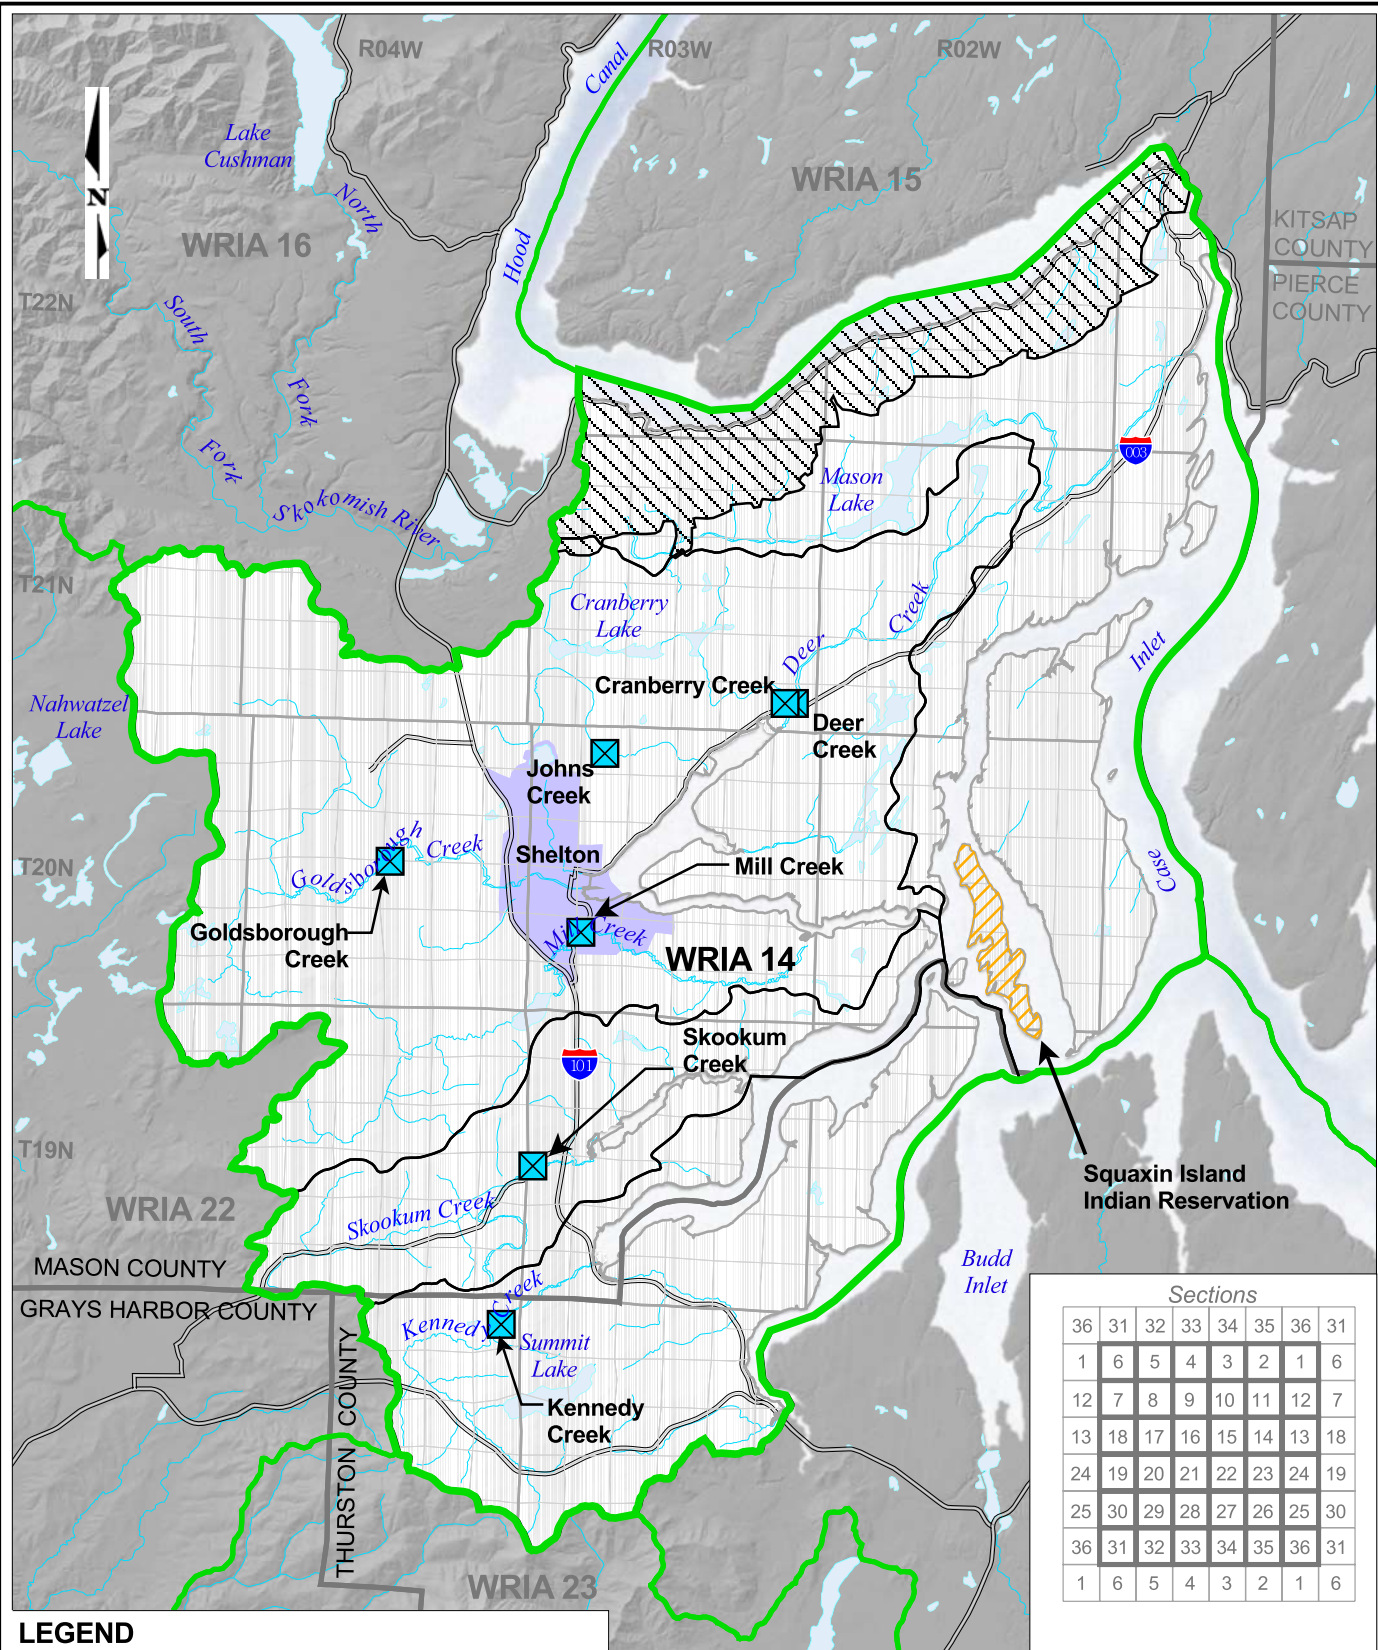 R04W
R03W
R02W
Canal
Lake
Cushman
North
WRIA 15
N
WRIA 16
Hood
KITSAP
COUNTY
PIERCE
COUNTY
T22N
South
Fork
Fork
003
Mason
Lake
Skokomish River
T21N
Cranberry
Lake
Creek
Deer
Inlet
Cranberry Creek
Nahwatzel
Lake
Deer
Creek
Johns
Creek
Goldsborough Creek
Shelton
Mill Creek
T20N
Case
Goldsborough
Creek
Mill Creek
WRIA 14
Skookum
Creek
101
T19N
Squaxin Island
Indian Reservation
WRIA 22
Skookum Creek
MASON COUNTY
Budd
Inlet
GRAYS HARBOR COUNTY
Kennedy Creek
Summit
Lake
THURSTON COUNTY
Kennedy
Creek
WRIA 23
Sections
36 31 32 33 34 35 36 31
1 6 5 4 3 2 1 6
12 7 8 9 10 11 12 7
13 18 17 16 15 14 13 18
24 19 20 21 22 23 24 19
25 30 29 28 27 26 25 30
36 31 32 33 34 35 36 31
1 6 5 4 3 2 1 6
LEGEND